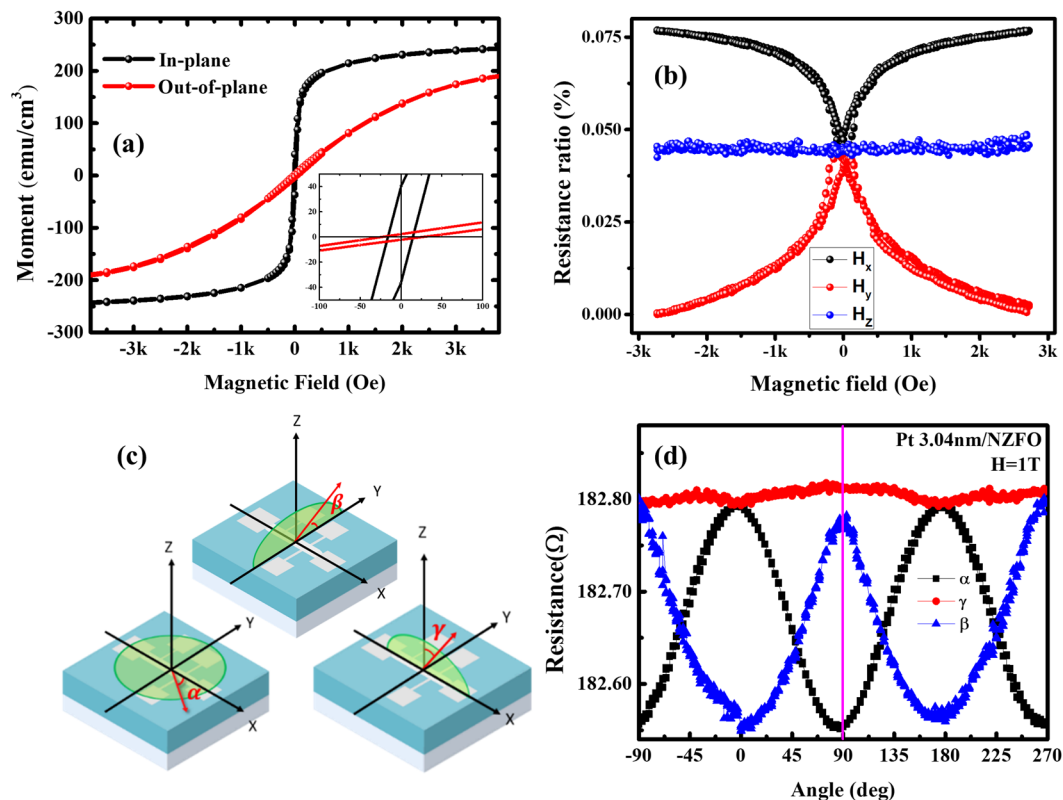 300
200
100
0
-100
-200
-300
Moment (emu/cm³)
In-plane
Out-of-plane
(a)
40
20
0
-20
-40
-100
-50
0
50
100
-3k
-2k
-1k
0
1k
2k
3k
Magnetic Field (Oe)
0.075
0.050
0.025
0.000
Resistance ratio (%)
(b)
Hx
Hy
HZ
-3k
-2k
-1k
0
1k
2k
3k
Magnetic field (Oe)
(c)
Z
Y
β
X
Z
Y
α
X
Z
Y
γ
X
(d)
Pt 3.04nm/NZFO
H=1T
182.80
182.70
182.60
Resistance(Ω)
α
γ
β
-90
-45
0
45
90
135
180
225
270
Angle (deg)